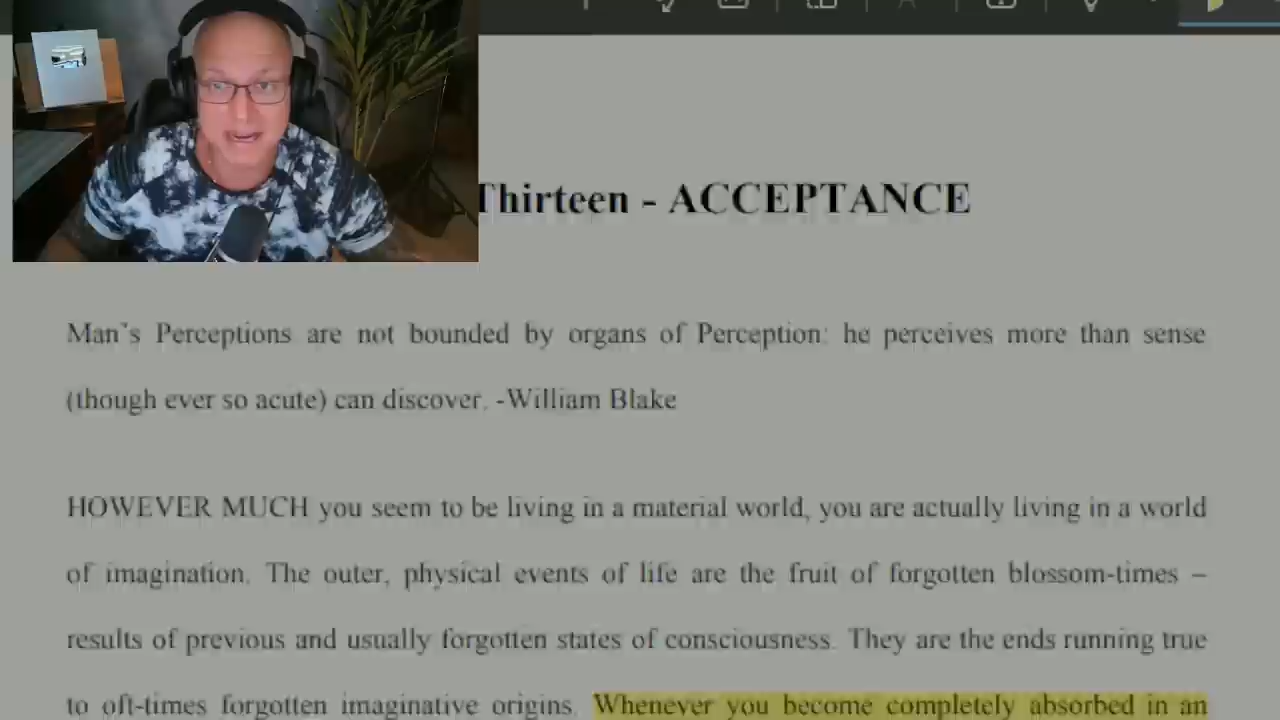 Thirteen - ACCEPTANCE
Man's Perceptions are not bounded by organs of Perception: he perceives more than sense
(though ever so acute) can discover. -William Blake
HOWEVER MUCH you seem to be living in a material world, you are actually living in a world
of imagination. The outer, physical events of life are the fruit of forgotten blossom-times –
results of previous and usually forgotten states of consciousness. They are the ends running true
to oft-times forgotten imaginative origins. Whenever you become completely absorbed in an